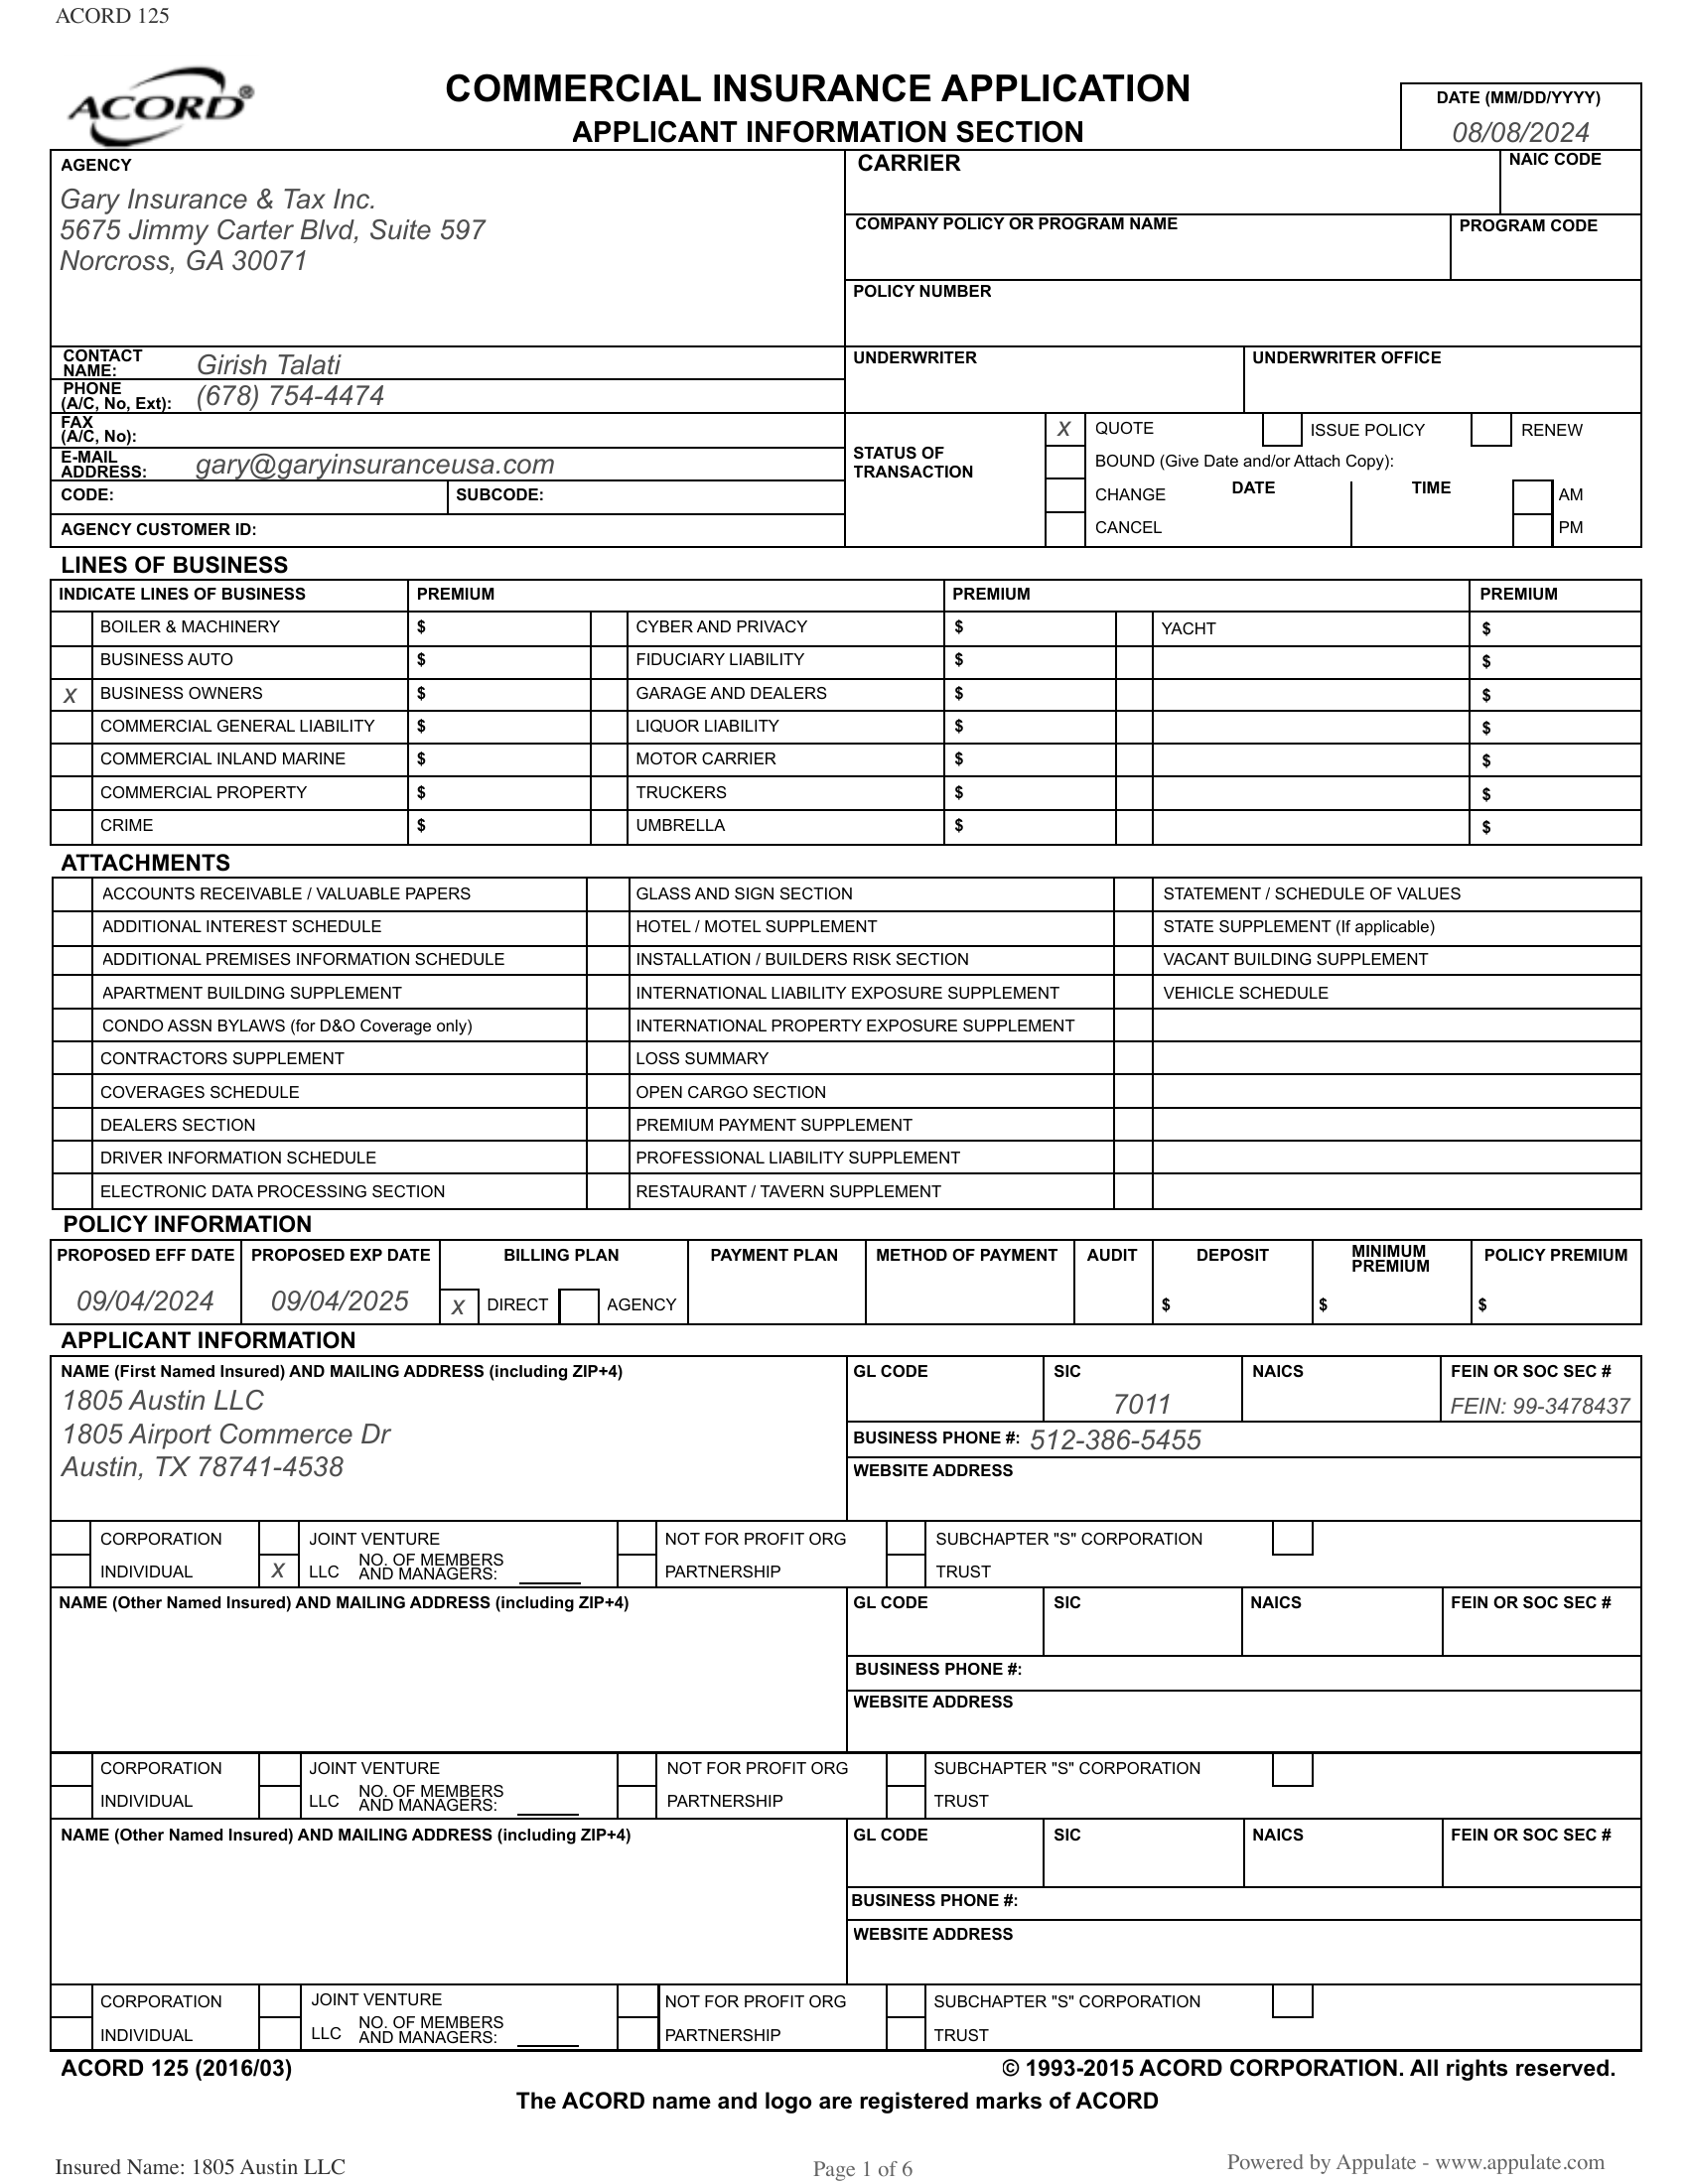 ACORD 125
ACORD®
COMMERCIAL INSURANCE APPLICATION
APPLICANT INFORMATION SECTION
DATE (MM/DD/YYYY)
08/08/2024
AGENCY
Gary Insurance & Tax Inc.
5675 Jimmy Carter Blvd, Suite 597
Norcross, GA 30071
CARRIER
NAIC CODE
COMPANY POLICY OR PROGRAM NAME
PROGRAM CODE
POLICY NUMBER
CONTACT NAME: Girish Talati
PHONE (A/C, No, Ext): (678) 754-4474
FAX (A/C, No):
E-MAIL ADDRESS: gary@garyinsuranceusa.com
CODE: SUBCODE:
AGENCY CUSTOMER ID:
UNDERWRITER
UNDERWRITER OFFICE
STATUS OF TRANSACTION
X QUOTE ISSUE POLICY RENEW
BOUND (Give Date and/or Attach Copy):
CHANGE DATE TIME AM
CANCEL PM
LINES OF BUSINESS
INDICATE LINES OF BUSINESS PREMIUM PREMIUM PREMIUM
BOILER & MACHINERY $ CYBER AND PRIVACY $ YACHT $
BUSINESS AUTO $ FIDUCIARY LIABILITY $ $
X BUSINESS OWNERS $ GARAGE AND DEALERS $ $
COMMERCIAL GENERAL LIABILITY $ LIQUOR LIABILITY $ $
COMMERCIAL INLAND MARINE $ MOTOR CARRIER $ $
COMMERCIAL PROPERTY $ TRUCKERS $ $
CRIME $ UMBRELLA $ $
ATTACHMENTS
ACCOUNTS RECEIVABLE / VALUABLE PAPERS GLASS AND SIGN SECTION STATEMENT / SCHEDULE OF VALUES
ADDITIONAL INTEREST SCHEDULE HOTEL / MOTEL SUPPLEMENT STATE SUPPLEMENT (If applicable)
ADDITIONAL PREMISES INFORMATION SCHEDULE INSTALLATION / BUILDERS RISK SECTION VACANT BUILDING SUPPLEMENT
APARTMENT BUILDING SUPPLEMENT INTERNATIONAL LIABILITY EXPOSURE SUPPLEMENT VEHICLE SCHEDULE
CONDO ASSN BYLAWS (for D&O Coverage only) INTERNATIONAL PROPERTY EXPOSURE SUPPLEMENT
CONTRACTORS SUPPLEMENT LOSS SUMMARY
COVERAGES SCHEDULE OPEN CARGO SECTION
DEALERS SECTION PREMIUM PAYMENT SUPPLEMENT
DRIVER INFORMATION SCHEDULE PROFESSIONAL LIABILITY SUPPLEMENT
ELECTRONIC DATA PROCESSING SECTION RESTAURANT / TAVERN SUPPLEMENT
POLICY INFORMATION
PROPOSED EFF DATE PROPOSED EXP DATE BILLING PLAN PAYMENT PLAN METHOD OF PAYMENT AUDIT DEPOSIT MINIMUM PREMIUM POLICY PREMIUM
09/04/2024 09/04/2025 X DIRECT AGENCY $ $ $
APPLICANT INFORMATION
NAME (First Named Insured) AND MAILING ADDRESS (including ZIP+4)
1805 Austin LLC
1805 Airport Commerce Dr
Austin, TX 78741-4538
GL CODE SIC NAICS FEIN OR SOC SEC #
7011 FEIN: 99-3478437
BUSINESS PHONE #: 512-386-5455
WEBSITE ADDRESS
CORPORATION JOINT VENTURE NOT FOR PROFIT ORG SUBCHAPTER "S" CORPORATION
INDIVIDUAL X LLC NO. OF MEMBERS AND MANAGERS: PARTNERSHIP TRUST
NAME (Other Named Insured) AND MAILING ADDRESS (including ZIP+4)
GL CODE SIC NAICS FEIN OR SOC SEC #
BUSINESS PHONE #:
WEBSITE ADDRESS
CORPORATION JOINT VENTURE NOT FOR PROFIT ORG SUBCHAPTER "S" CORPORATION
INDIVIDUAL LLC NO. OF MEMBERS AND MANAGERS: PARTNERSHIP TRUST
NAME (Other Named Insured) AND MAILING ADDRESS (including ZIP+4)
GL CODE SIC NAICS FEIN OR SOC SEC #
BUSINESS PHONE #:
WEBSITE ADDRESS
CORPORATION JOINT VENTURE NOT FOR PROFIT ORG SUBCHAPTER "S" CORPORATION
INDIVIDUAL LLC NO. OF MEMBERS AND MANAGERS: PARTNERSHIP TRUST
ACORD 125 (2016/03) © 1993-2015 ACORD CORPORATION. All rights reserved.
The ACORD name and logo are registered marks of ACORD
Insured Name: 1805 Austin LLC Page 1 of 6 Powered by Appulate - www.appulate.com